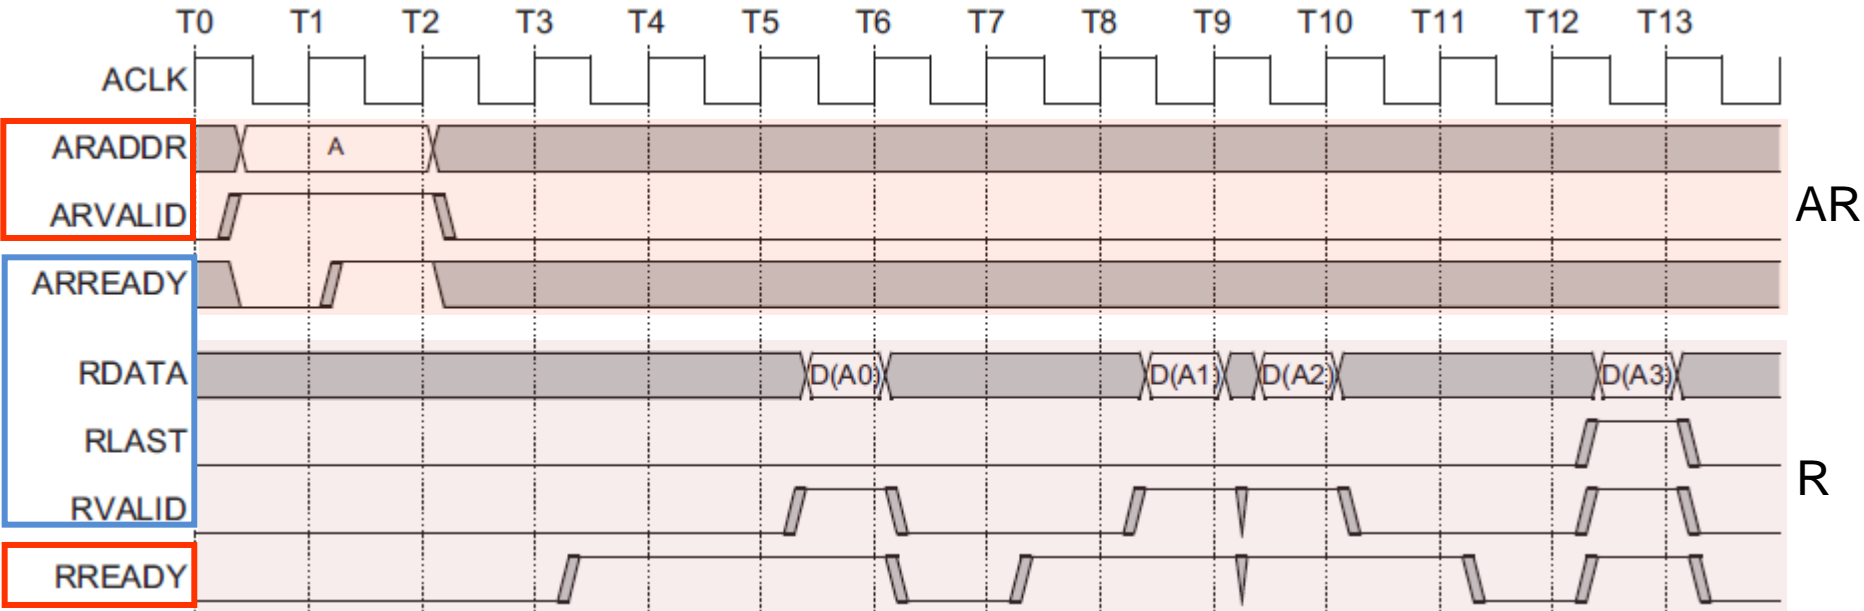 T0 T1 T2 T3 T4 T5 T6 T7 T8 T9 T10 T11 T12 T13
ACLK
ARADDR A
ARVALID
AR
ARREADY
RDATA D(A0) D(A1) D(A2) D(A3)
RLAST
R
RVALID
RREADY